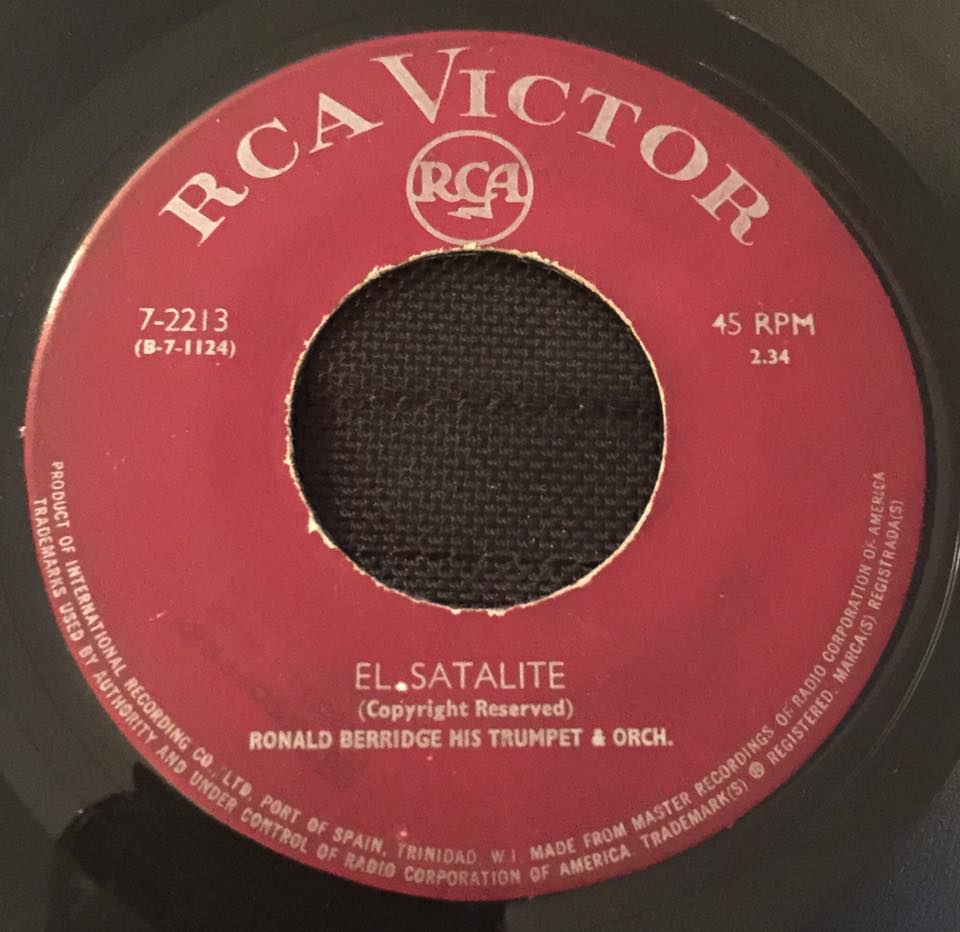 RCA VICTOR
RCA
7-2213
(B-7-1124)
45 RPM
2.34
EL.SATALITE
(Copyright Reserved)
RONALD BERRIDGE HIS TRUMPET & ORCH.
PRODUCT OF INTERNATIONAL RECORDING CO., LTD. PORT OF SPAIN, TRINIDAD, W.I. MADE FROM MASTER RECORDINGS OF RADIO CORPORATION OF AMERICA
TRADEMARKS USED BY AUTHORITY AND UNDER CONTROL OF RADIO CORPORATION OF AMERICA. TRADEMARK(S) ® REGISTERED. MARCA(S) REGISTRADA(S)